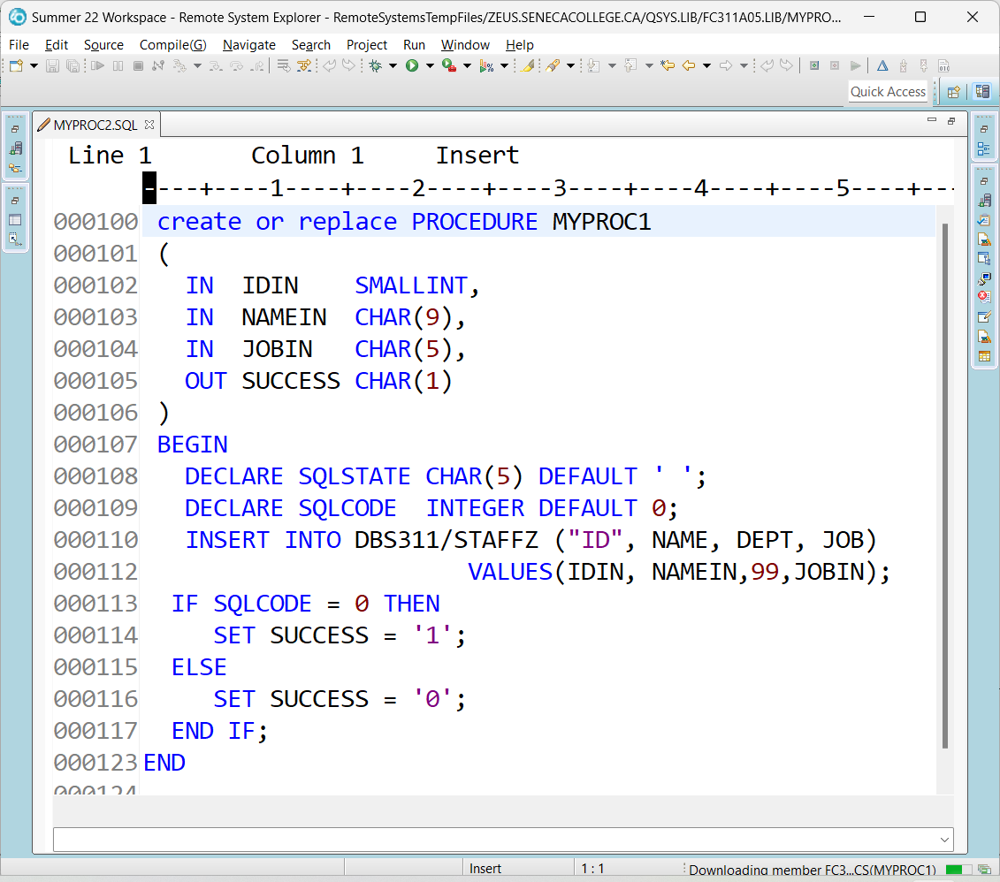 Summer 22 Workspace - Remote System Explorer - RemoteSystemsTempFiles/ZEUS.SENECACOLLEGE.CA/QSYS.LIB/FC311A05.LIB/MYPRO...
File Edit Source Compile(G) Navigate Search Project Run Window Help
Quick Access
MYPROC2.SQL
Line 1 Column 1 Insert
----+----1----+----2----+----3----+----4----+----5----+---
000100 create or replace PROCEDURE MYPROC1
000101 (
000102 IN IDIN SMALLINT,
000103 IN NAMEIN CHAR(9),
000104 IN JOBIN CHAR(5),
000105 OUT SUCCESS CHAR(1)
000106 )
000107 BEGIN
000108 DECLARE SQLSTATE CHAR(5) DEFAULT ' ';
000109 DECLARE SQLCODE INTEGER DEFAULT 0;
000110 INSERT INTO DBS311/STAFFZ ("ID", NAME, DEPT, JOB)
000112 VALUES(IDIN, NAMEIN,99,JOBIN);
000113 IF SQLCODE = 0 THEN
000114 SET SUCCESS = '1';
000115 ELSE
000116 SET SUCCESS = '0';
000117 END IF;
000123 END
000124
Insert 1 : 1 Downloading member FC3...CS(MYPROC1)